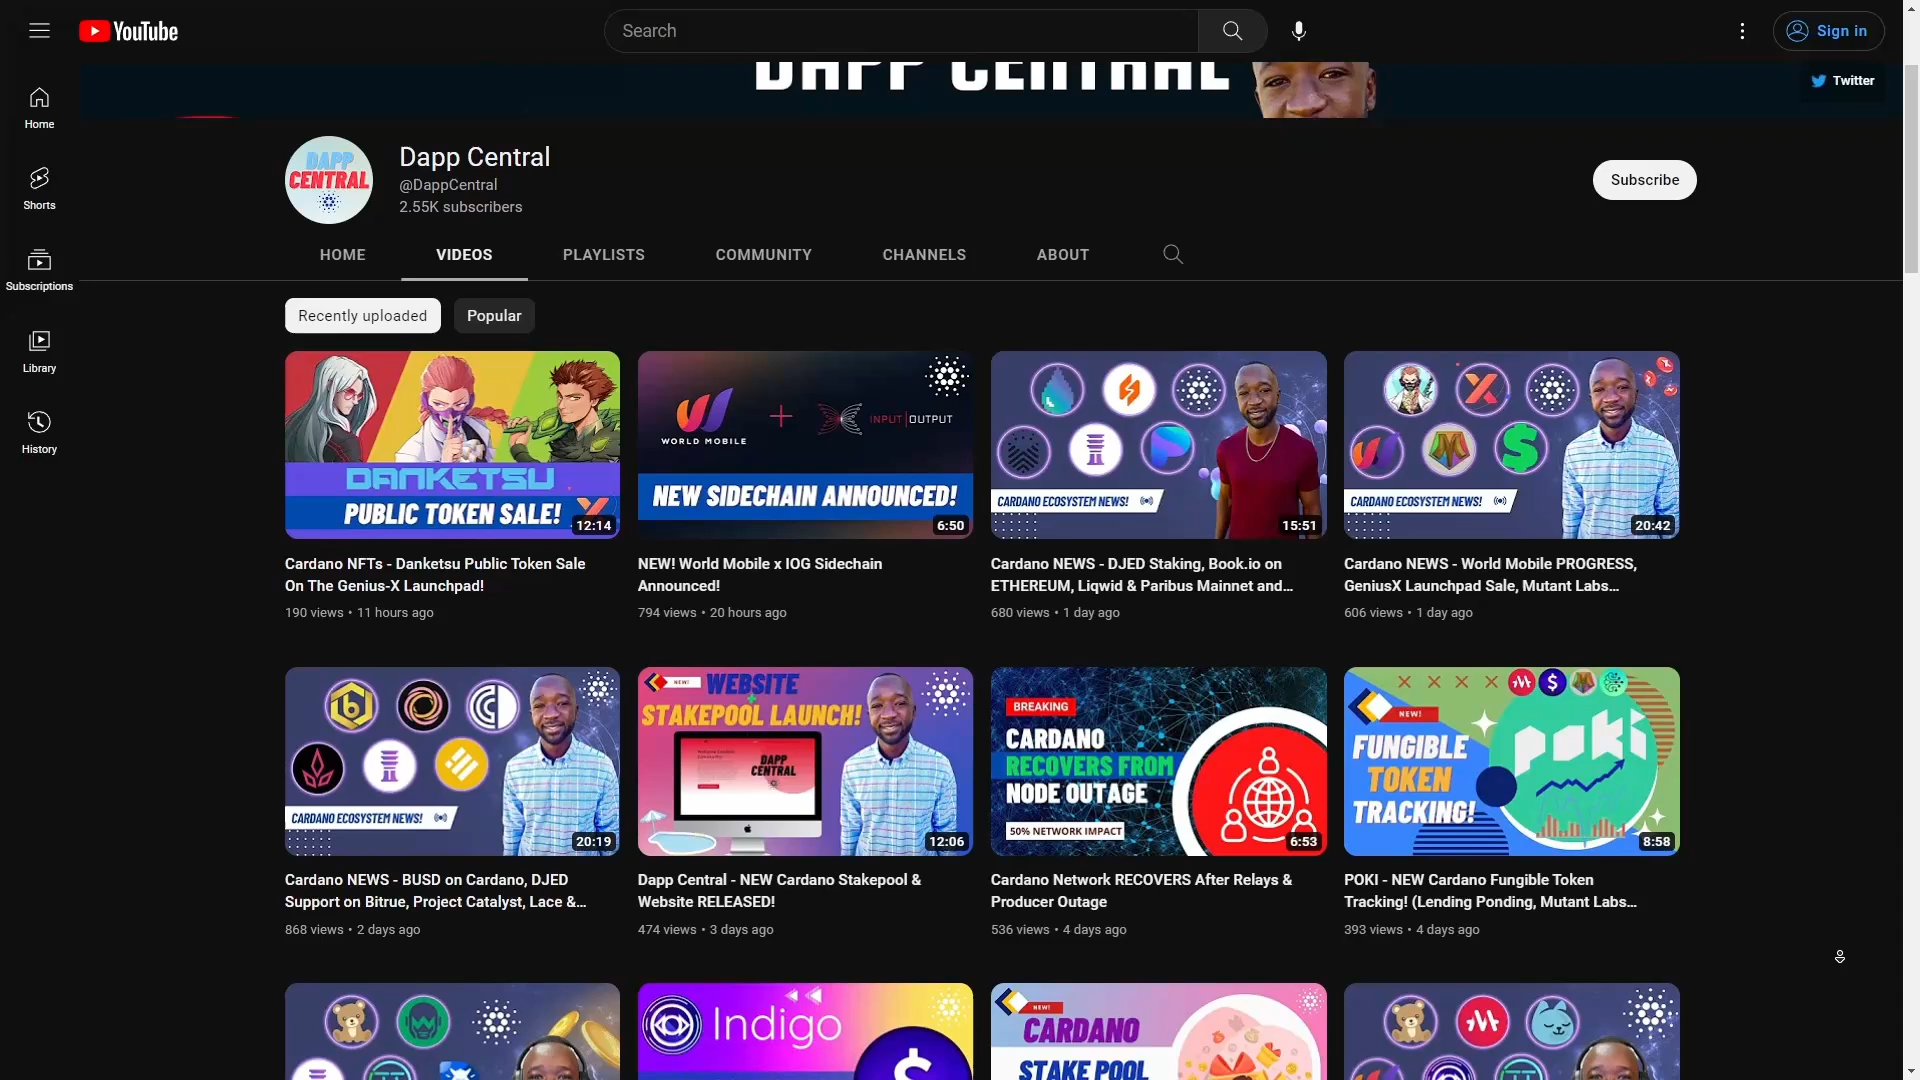 YouTube
Search
Sign in
DAPP CENTRAL
Twitter
Home
Shorts
Subscriptions
Library
History
DAPP
CENTRAL
Dapp Central
@DappCentral
2.55K subscribers
Subscribe
HOME
VIDEOS
PLAYLISTS
COMMUNITY
CHANNELS
ABOUT
Recently uploaded
Popular
DANKETSU
PUBLIC TOKEN SALE!
12:14
Cardano NFTs - Danketsu Public Token Sale
On The Genius-X Launchpad!
190 views • 11 hours ago
WORLD MOBILE
+
INPUT|OUTPUT
NEW SIDECHAIN ANNOUNCED!
6:50
NEW! World Mobile x IOG Sidechain
Announced!
794 views • 20 hours ago
CARDANO ECOSYSTEM NEWS!
15:51
Cardano NEWS - DJED Staking, Book.io on
ETHEREUM, Liqwid & Paribus Mainnet and...
680 views • 1 day ago
CARDANO ECOSYSTEM NEWS!
20:42
Cardano NEWS - World Mobile PROGRESS,
GeniusX Launchpad Sale, Mutant Labs...
606 views • 1 day ago
CARDANO ECOSYSTEM NEWS!
20:19
Cardano NEWS - BUSD on Cardano, DJED
Support on Bitrue, Project Catalyst, Lace &...
868 views • 2 days ago
NEW!
WEBSITE
+
STAKEPOOL LAUNCH!
DAPP
CENTRAL
12:06
Dapp Central - NEW Cardano Stakepool &
Website RELEASED!
474 views • 3 days ago
BREAKING
CARDANO
RECOVERS FROM
NODE OUTAGE
50% NETWORK IMPACT
6:53
Cardano Network RECOVERS After Relays &
Producer Outage
536 views • 4 days ago
NEW!
FUNGIBLE
TOKEN
TRACKING!
poki
8:58
POKI - NEW Cardano Fungible Token
Tracking! (Lending Ponding, Mutant Labs...
393 views • 4 days ago
Indigo
NEW!
CARDANO
STAKE POOL